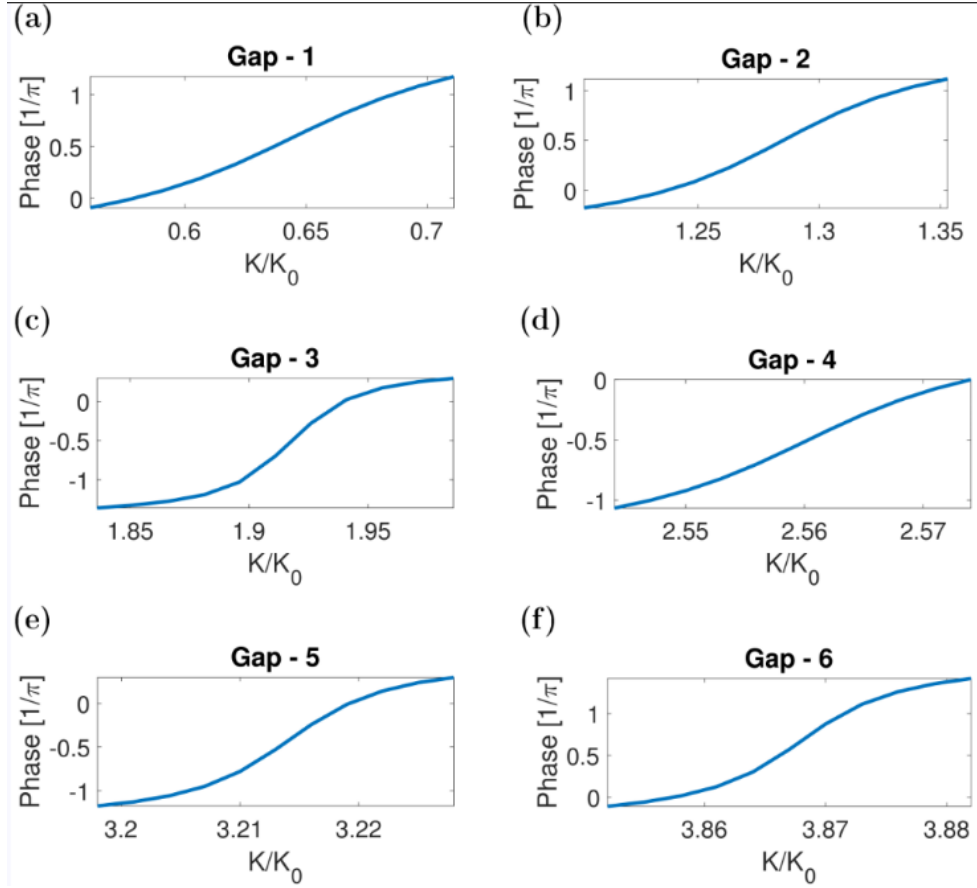 (a)
Gap - 1
Phase [1/π]
1
0.5
0
0.6
0.65
0.7
K/K₀
(b)
Gap - 2
Phase [1/π]
1
0.5
0
1.25
1.3
1.35
K/K₀
(c)
Gap - 3
Phase [1/π]
0
-0.5
-1
1.85
1.9
1.95
K/K₀
(d)
Gap - 4
Phase [1/π]
0
-0.5
-1
2.55
2.56
2.57
K/K₀
(e)
Gap - 5
Phase [1/π]
0
-0.5
-1
3.2
3.21
3.22
K/K₀
(f)
Gap - 6
Phase [1/π]
1
0.5
0
3.86
3.87
3.88
K/K₀